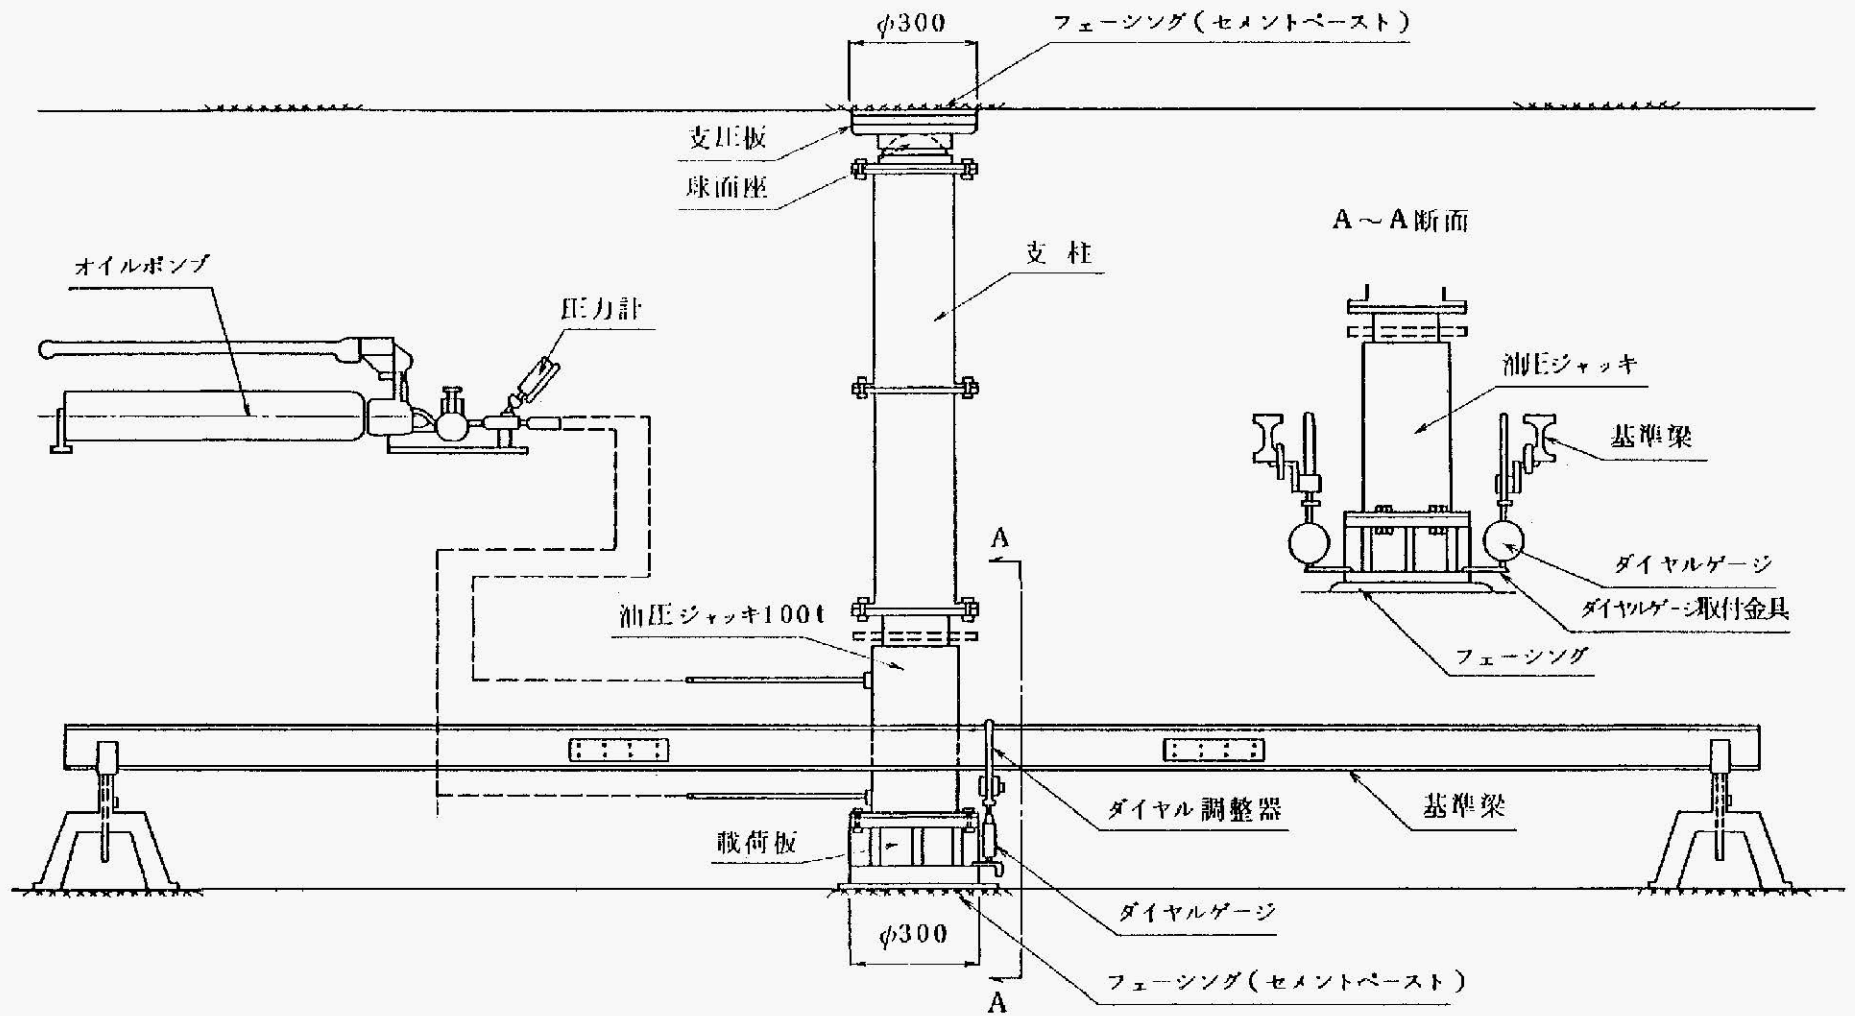 φ300
フェーシング(セメントペースト)
支圧板
球面座
A～A断面
支柱
オイルポンプ
圧力計
油圧ジャッキ
基準梁
A
ダイヤルゲージ
ダイヤルゲージ取付金具
油圧ジャッキ100t
フェーシング
ダイヤル調整器
基準梁
載荷板
ダイヤルゲージ
φ300
フェーシング(セメントペースト)
A